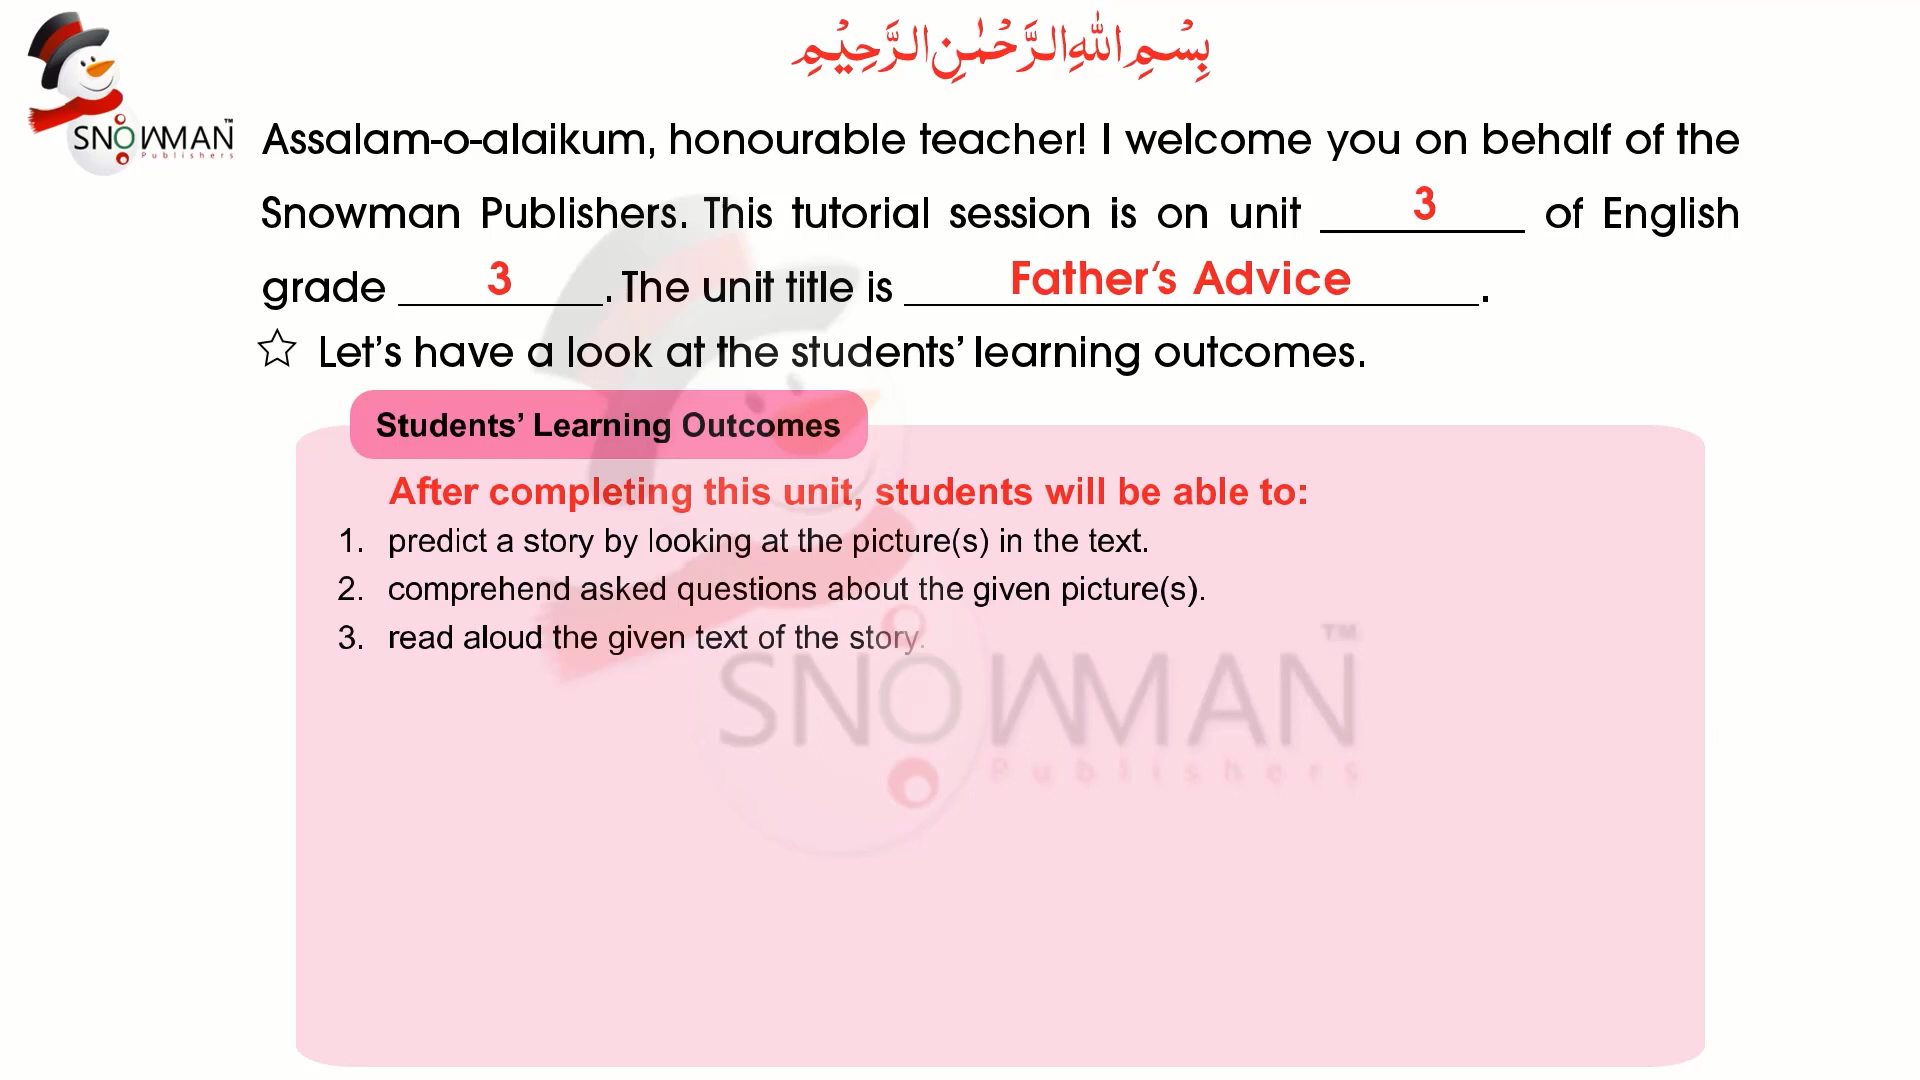 بِسْمِ اللّٰهِ الرَّحْمٰنِ الرَّحِيْمِ
SNOWMAN™
Publishers
Assalam-o-alaikum, honourable teacher! I welcome you on behalf of the
Snowman Publishers. This tutorial session is on unit 3 of English
grade 3. The unit title is Father’s Advice.
☆ Let’s have a look at the students’ learning outcomes.
Students’ Learning Outcomes
After completing this unit, students will be able to:
1. predict a story by looking at the picture(s) in the text.
2. comprehend asked questions about the given picture(s).
3. read aloud the given text of the story.
SNOWMAN™
Publishers